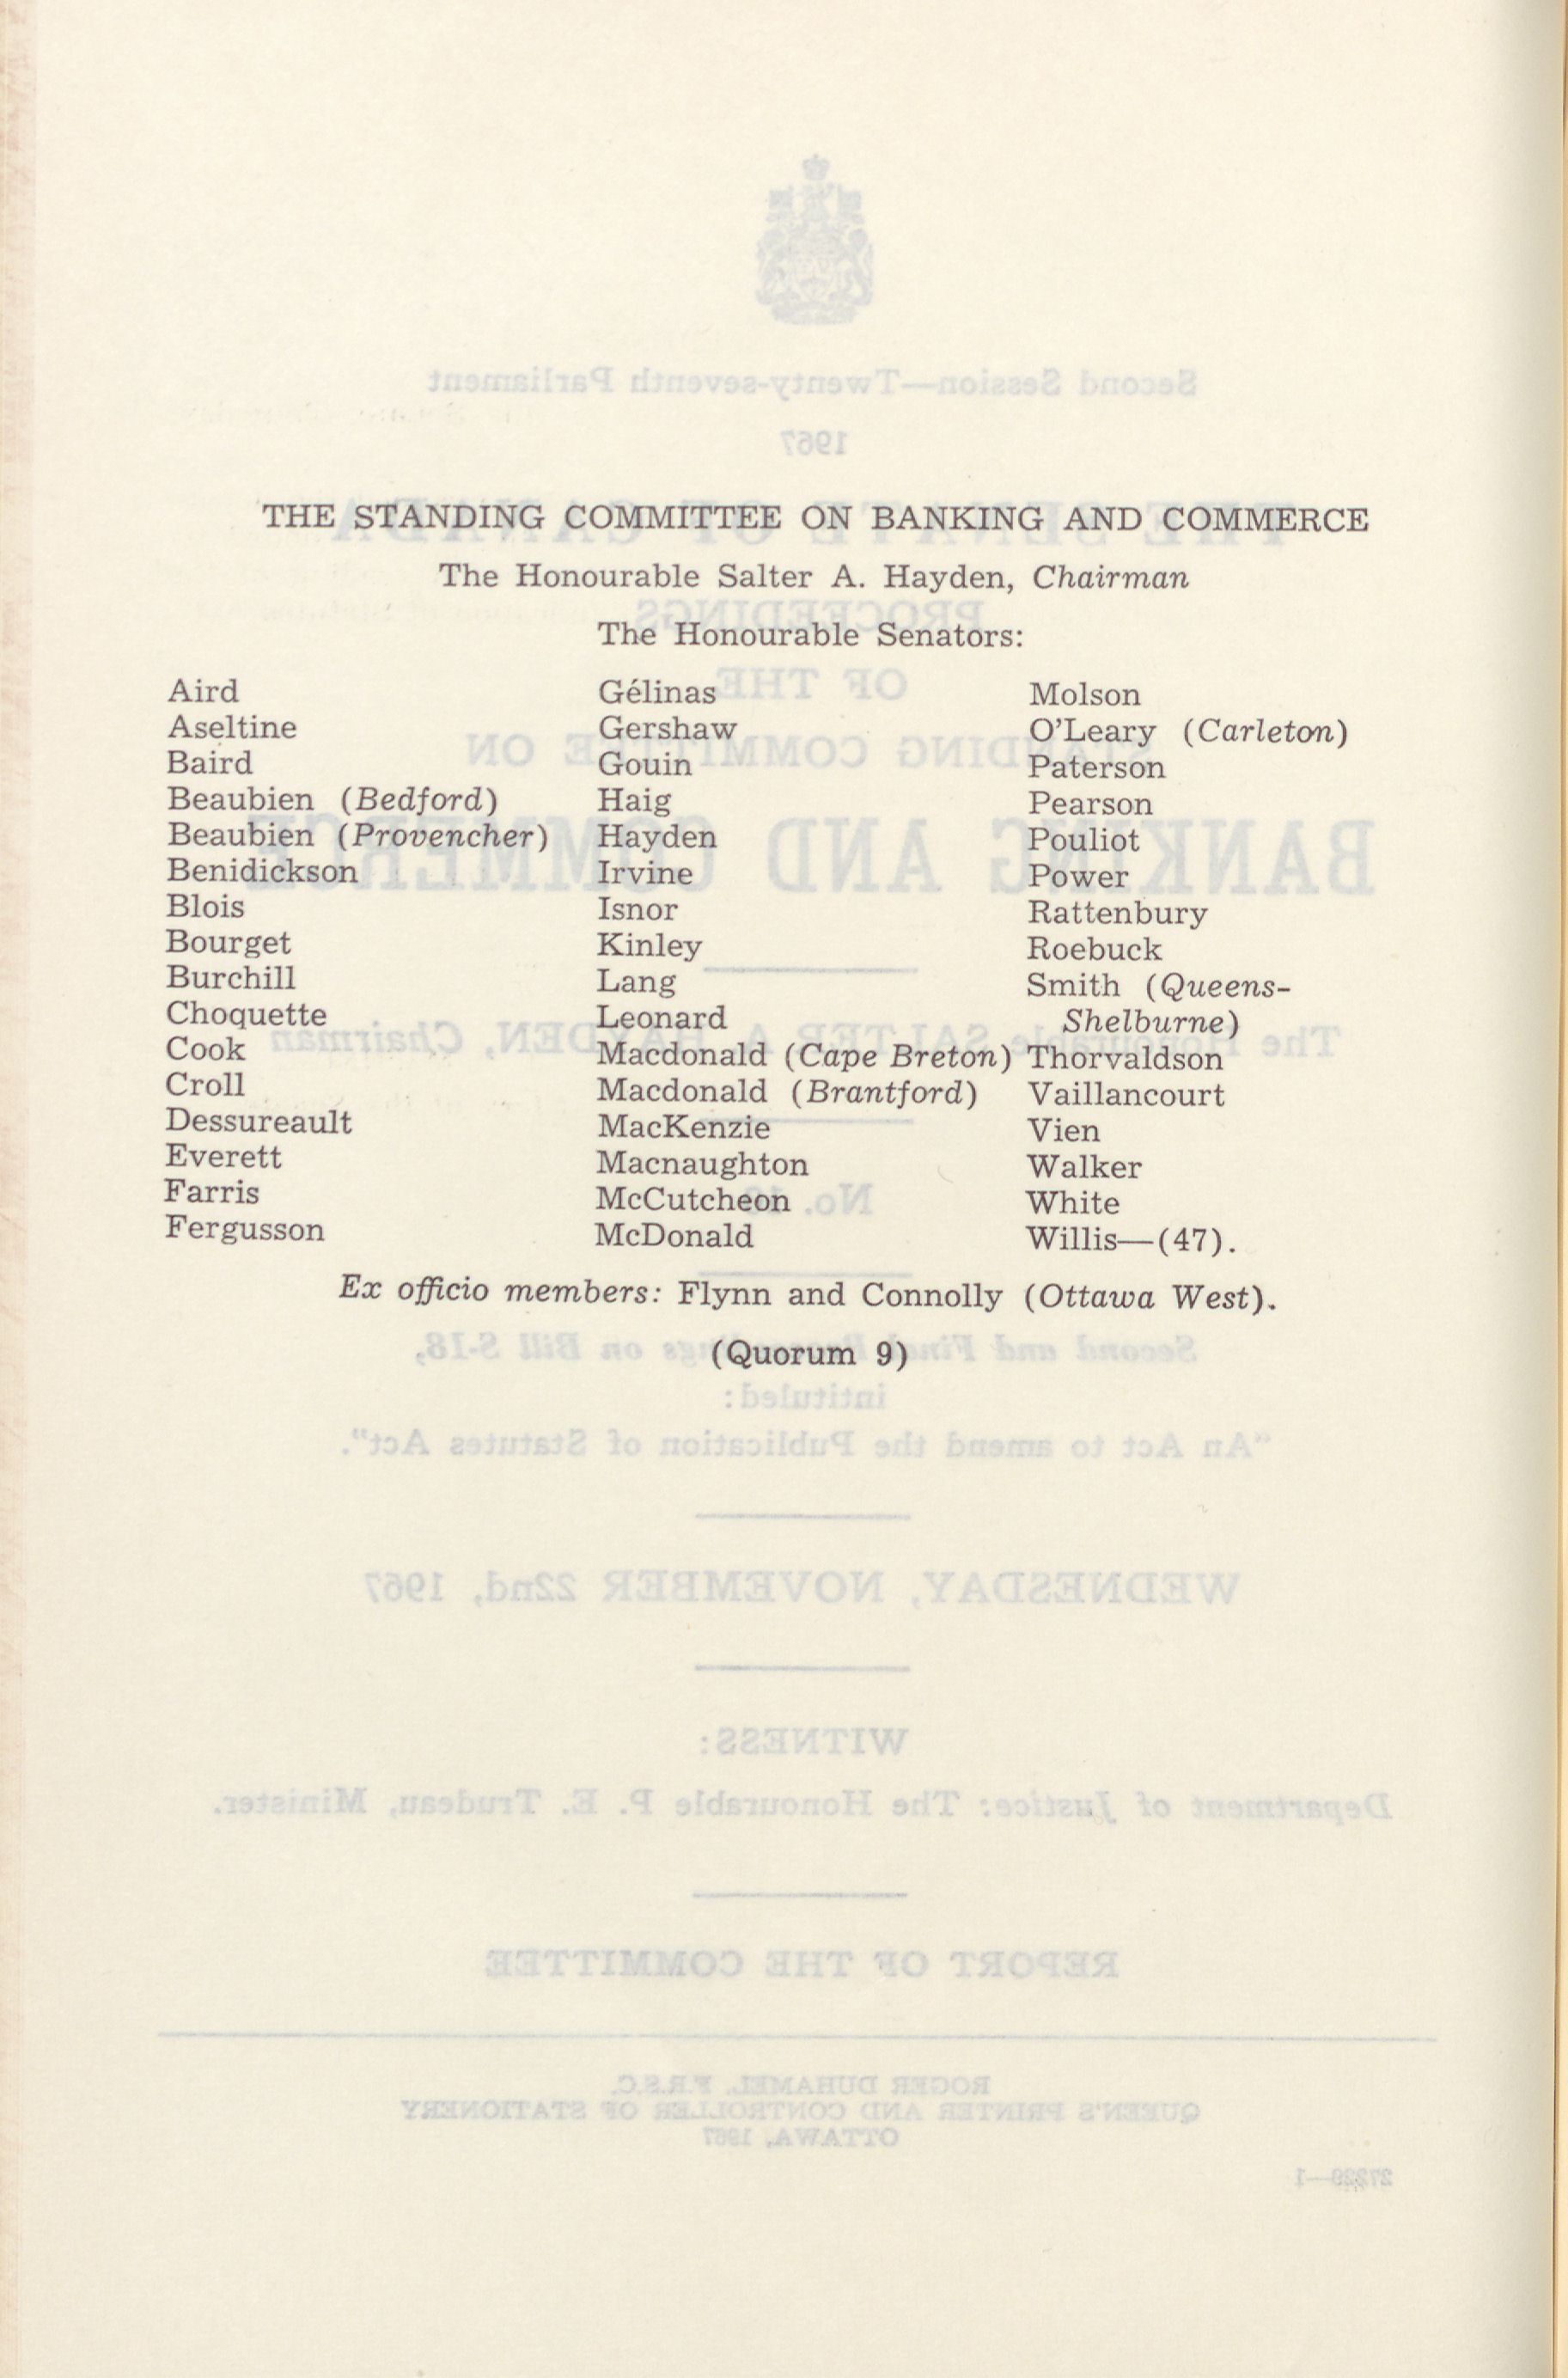 THE STANDING COMMITTEE ON BANKING AND COMMERCE
The Honourable Salter A. Hayden, Chairman
The Honourable Senators:
Aird
Aseltine
Baird
Beaubien (Bedford)
Beaubien (Provencher)
Benidickson
Blois
Bourget
Burchill
Choquette
Cook
Croll
Dessureault
Everett
Farris
Fergusson
Gélinas
Gershaw
Gouin
Haig
Hayden
Irvine
Isnor
Kinley
Lang
Leonard
Macdonald (Cape Breton)
Macdonald (Brantford)
MacKenzie
Macnaughton
McCutcheon
McDonald
Molson
O'Leary (Carleton)
Paterson
Pearson
Pouliot
Power
Rattenbury
Roebuck
Smith (Queens-
Shelburne)
Thorvaldson
Vaillancourt
Vien
Walker
White
Willis—(47).
Ex officio members: Flynn and Connolly (Ottawa West).
(Quorum 9)